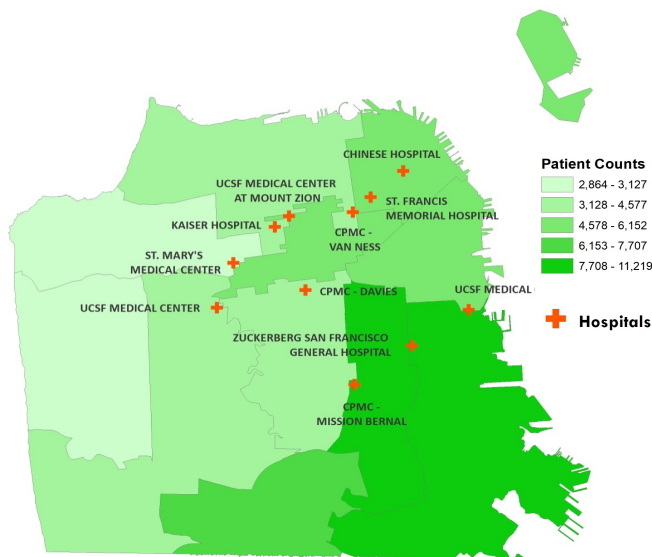 CHINESE HOSPITAL
UCSF MEDICAL CENTER
AT MOUNT ZION
ST. FRANCIS
MEMORIAL HOSPITAL
KAISER HOSPITAL
CPMC -
VAN NESS
ST. MARY'S
MEDICAL CENTER
CPMC - DAVIES
UCSF MEDICAL
UCSF MEDICAL CENTER
ZUCKERBERG SAN FRANCISCO
GENERAL HOSPITAL
CPMC -
MISSION BERNAL
Patient Counts
2,864 - 3,127
3,128 - 4,577
4,578 - 6,152
6,153 - 7,707
7,708 - 11,219
Hospitals